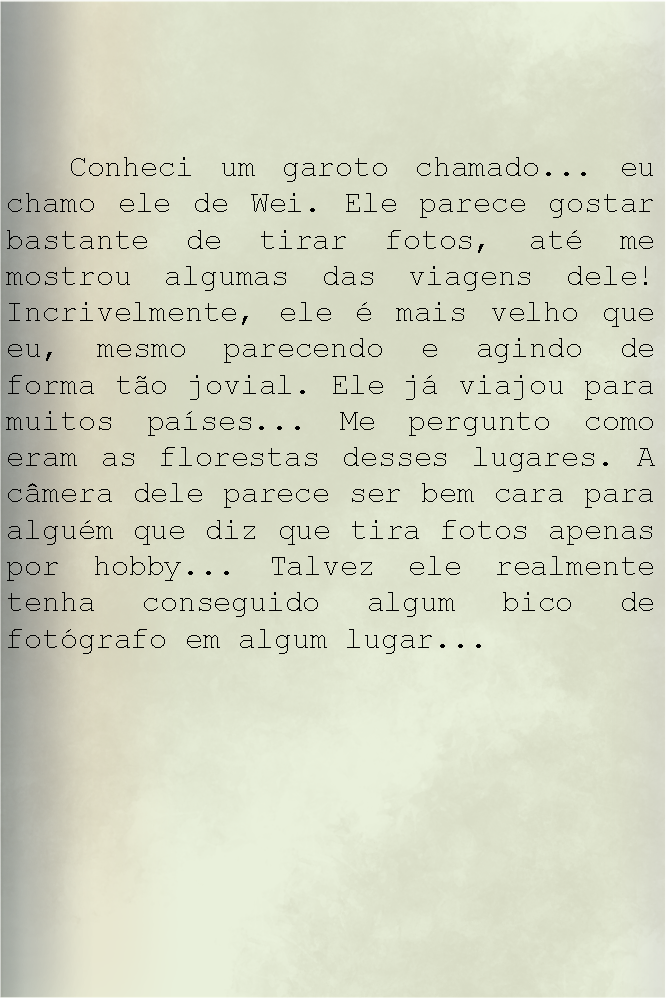 Conheci um garoto chamado... eu
chamo ele de Wei. Ele parece gostar
bastante de tirar fotos, até me
mostrou algumas das viagens dele!
Incrivelmente, ele é mais velho que
eu, mesmo parecendo e agindo de
forma tão jovial. Ele já viajou para
muitos países... Me pergunto como
eram as florestas desses lugares. A
câmera dele parece ser bem cara para
alguém que diz que tira fotos apenas
por hobby... Talvez ele realmente
tenha conseguido algum bico de
fotógrafo em algum lugar...